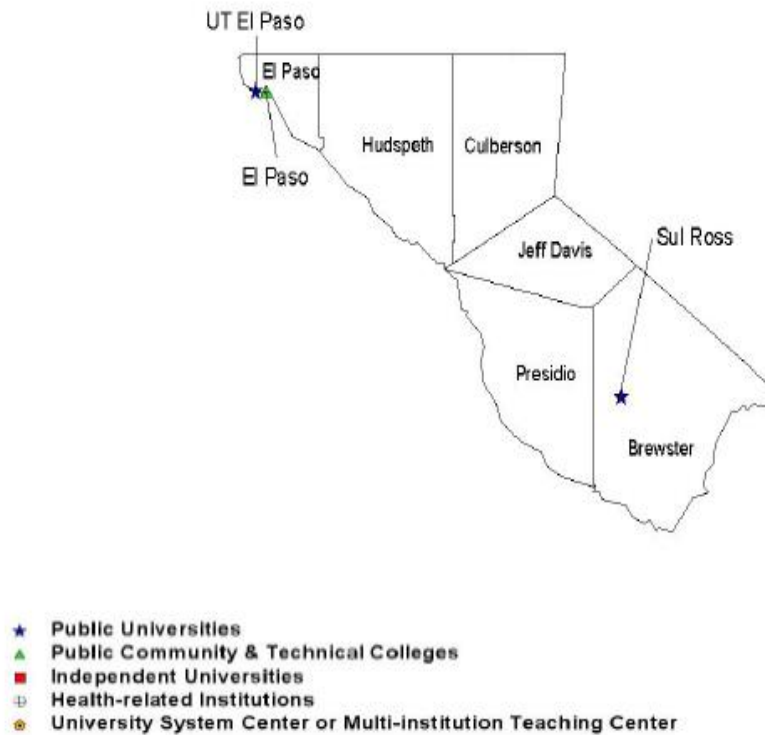 UT El Paso
El Paso
Hudspeth
Culberson
El Paso
Jeff Davis
Sul Ross
Presidio
Brewster
Public Universities
Public Community & Technical Colleges
Independent Universities
Health-related Institutions
University System Center or Multi-institution Teaching Center